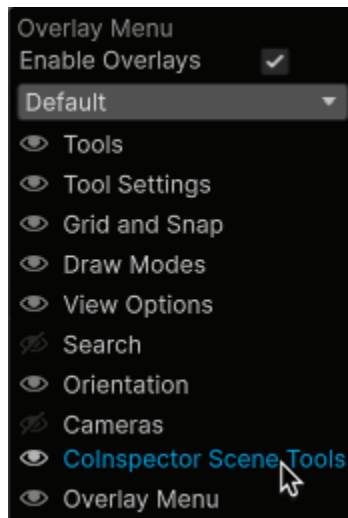 Overlay Menu
Enable Overlays
Default
Tools
Tool Settings
Grid and Snap
Draw Modes
View Options
Search
Orientation
Cameras
CoInspector Scene Tools
Overlay Menu